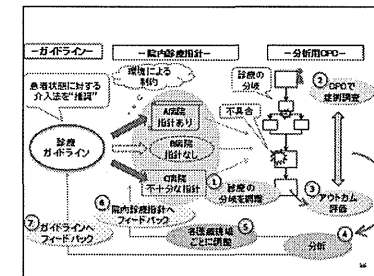 －ガイドライン－
－院内診療指針－
－分析用CPC－
環境による
制約
患者状態に対する
介入法を"推奨"
診療の
分岐
② CPCで
症例調査
A病院
指針あり
不具合
診療
ガイドライン
B病院
指針なし
C病院
不十分な指針
①
診療の
分岐を調整
③ アウトカム
評価
⑥ 院内診療指針へ
フィードバック
⑦ ガイドラインへ
フィードバック
各医療現場
ごとに調整 ⑤
④
分析